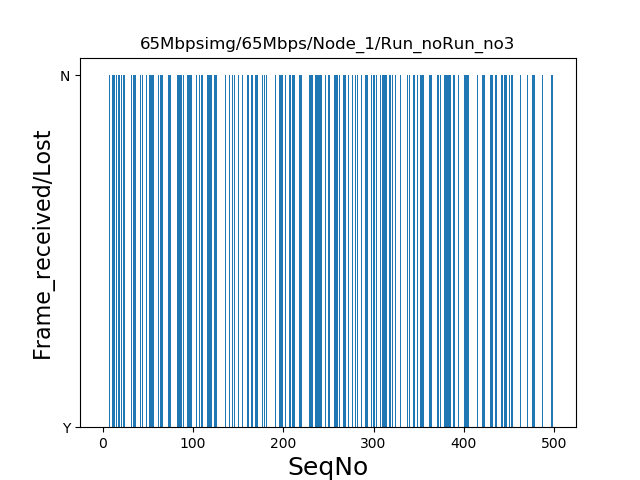 65Mbpsimg/65Mbps/Node_1/Run_noRun_no3
N
Frame_received/Lost
Y
0 100 200 300 400 500
SeqNo